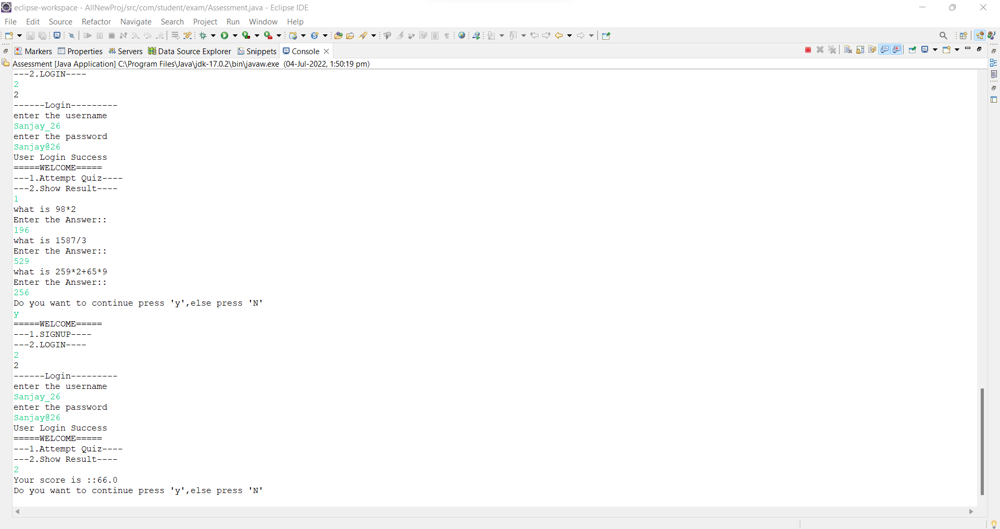 eclipse-workspace - AllNewProj/src/com/student/exam/Assessment.java - Eclipse IDE
File Edit Source Refactor Navigate Search Project Run Window Help
Markers Properties Servers Data Source Explorer Snippets Console
Assessment [Java Application] C:\Program Files\Java\jdk-17.0.2\bin\javaw.exe (04-Jul-2022, 1:50:19 pm)
---2.LOGIN----
2
2
------Login---------
enter the username
Sanjay_26
enter the password
Sanjay@26
User Login Success
=====WELCOME=====
---1.Attempt Quiz----
---2.Show Result----
1
what is 98*2
Enter the Answer::
196
what is 1587/3
Enter the Answer::
529
what is 259*2+65*9
Enter the Answer::
256
Do you want to continue press 'y',else press 'N'
y
=====WELCOME=====
---1.SIGNUP----
---2.LOGIN----
2
2
------Login---------
enter the username
Sanjay_26
enter the password
Sanjay@26
User Login Success
=====WELCOME=====
---1.Attempt Quiz----
---2.Show Result----
2
Your score is ::66.0
Do you want to continue press 'y',else press 'N'